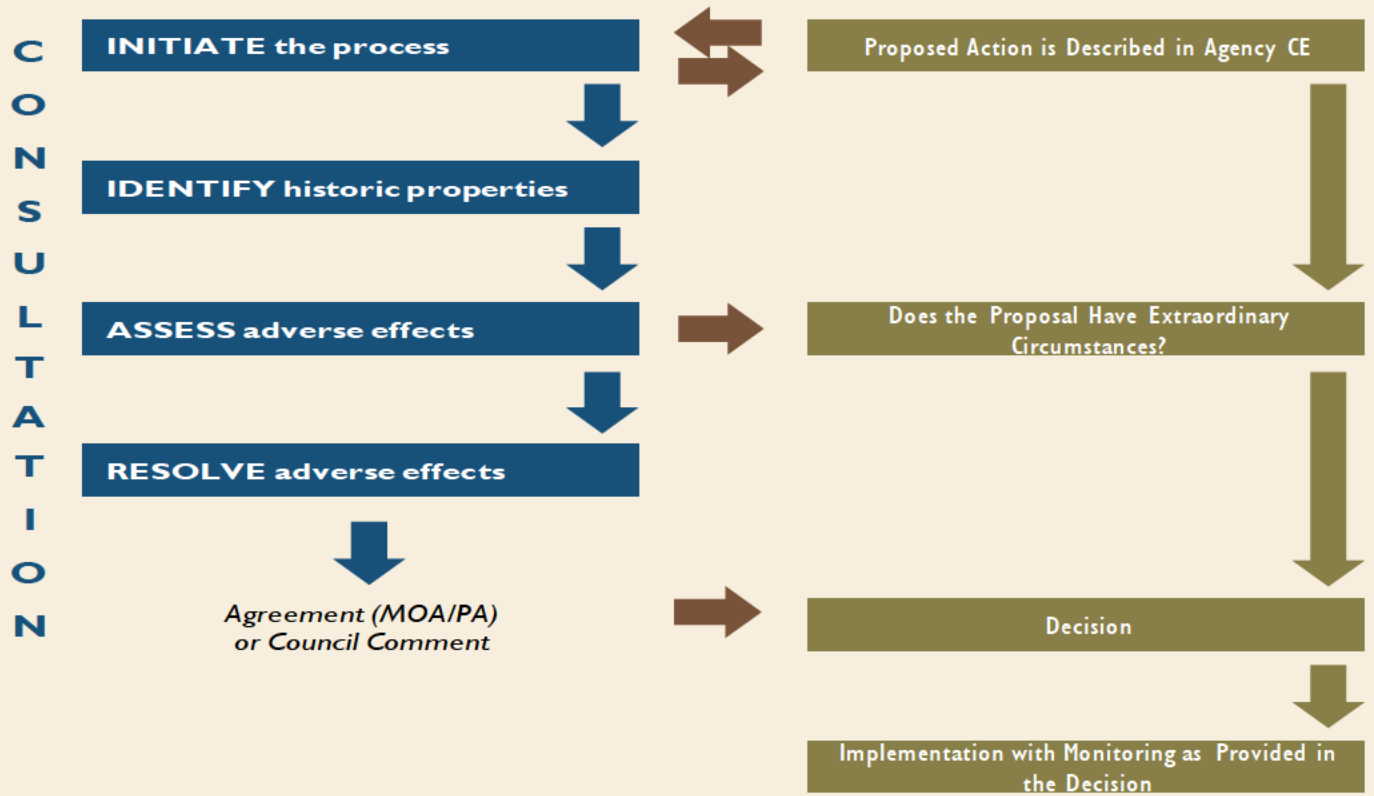 CONSULTATION
INITIATE the process
Proposed Action is Described in Agency CE
IDENTIFY historic properties
ASSESS adverse effects
Does the Proposal Have Extraordinary
Circumstances?
RESOLVE adverse effects
Agreement (MOA/PA)
or Council Comment
Decision
Implementation with Monitoring as Provided in
the Decision